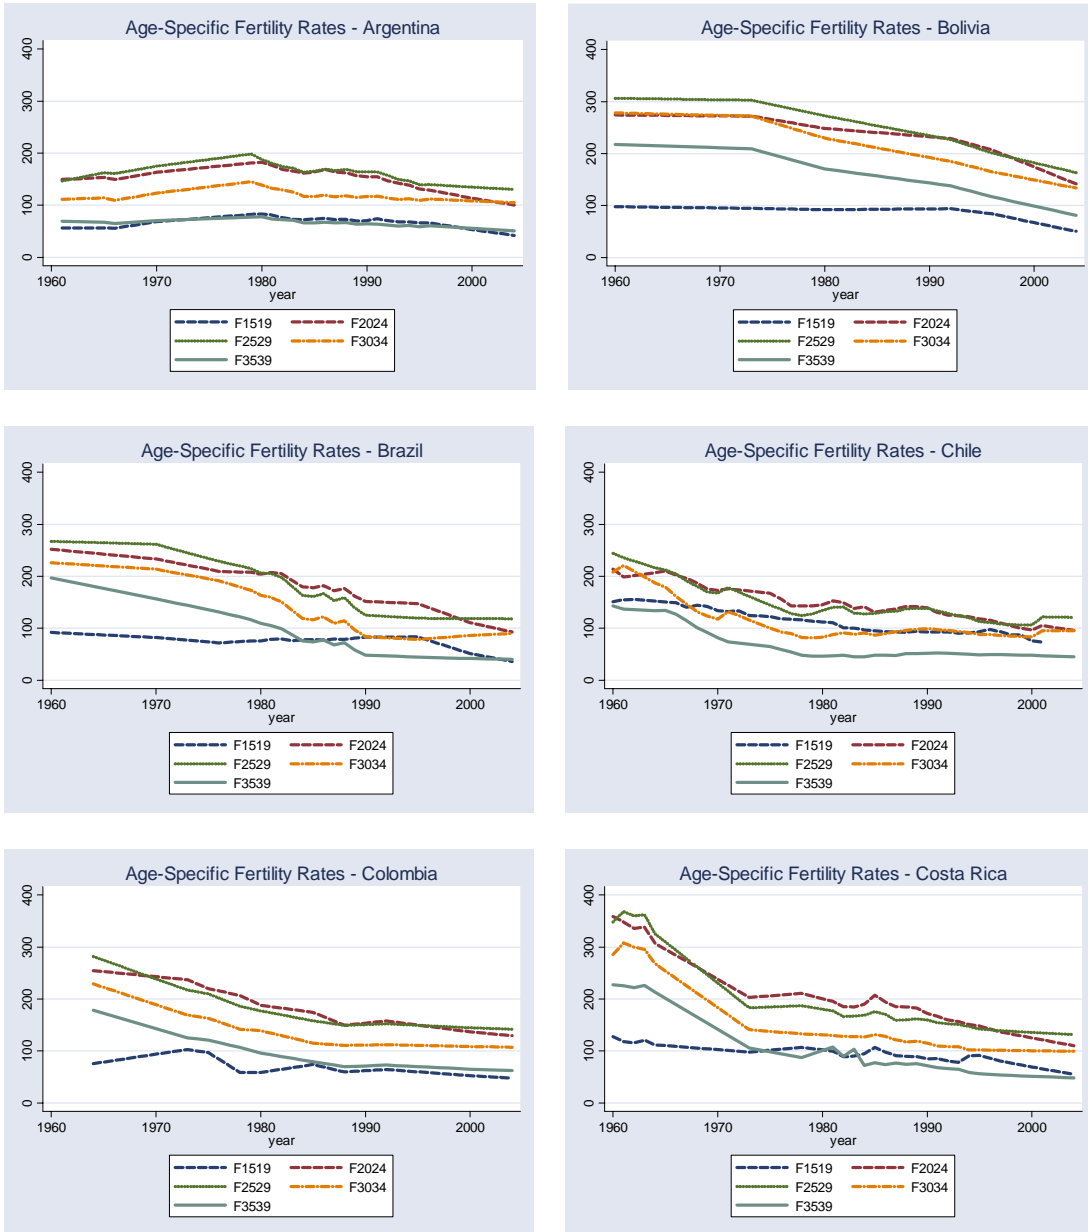 Age-Specific Fertility Rates - Argentina
400
300
200
100
0
1960 1970 1980 1990 2000
year
F1519 F2024
F2529 F3034
F3539
Age-Specific Fertility Rates - Bolivia
400
300
200
100
0
1960 1970 1980 1990 2000
year
F1519 F2024
F2529 F3034
F3539
Age-Specific Fertility Rates - Brazil
400
300
200
100
0
1960 1970 1980 1990 2000
year
F1519 F2024
F2529 F3034
F3539
Age-Specific Fertility Rates - Chile
400
300
200
100
0
1960 1970 1980 1990 2000
year
F1519 F2024
F2529 F3034
F3539
Age-Specific Fertility Rates - Colombia
400
300
200
100
0
1960 1970 1980 1990 2000
year
F1519 F2024
F2529 F3034
F3539
Age-Specific Fertility Rates - Costa Rica
400
300
200
100
0
1960 1970 1980 1990 2000
year
F1519 F2024
F2529 F3034
F3539